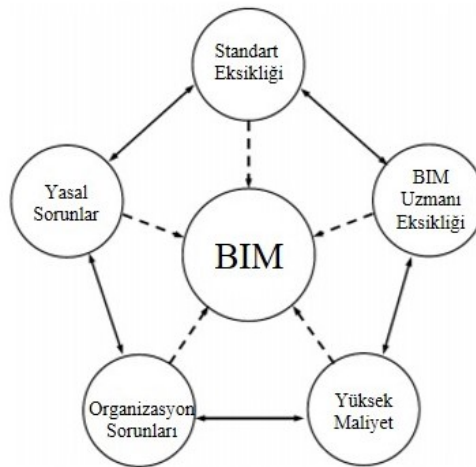 Standart
Eksikliği
Yasal
Sorunlar
BIM
Uzmanı
Eksikliği
BIM
Organizasyon
Sorunları
Yüksek
Maliyet